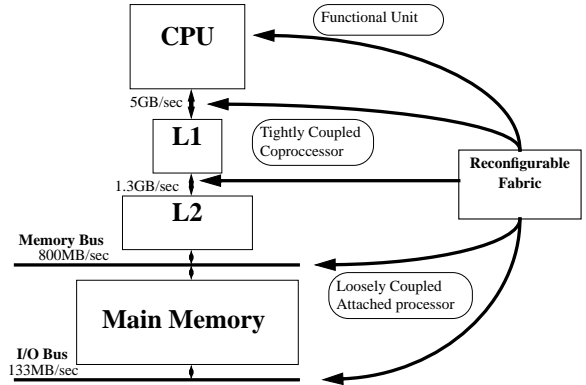 CPU
Functional Unit
5GB/sec
L1
Tightly Coupled
Coproccessor
Reconfigurable
Fabric
1.3GB/sec
L2
Memory Bus
800MB/sec
Loosely Coupled
Attached processor
Main Memory
I/O Bus
133MB/sec